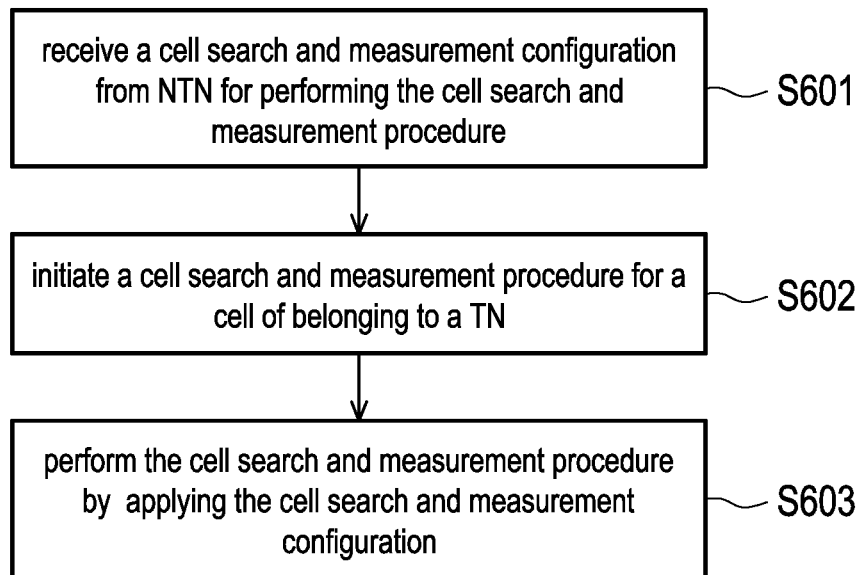 receive a cell search and measurement configuration
from NTN for performing the cell search and
measurement procedure
S601
initiate a cell search and measurement procedure for a
cell of belonging to a TN
S602
perform the cell search and measurement procedure
by applying the cell search and measurement
configuration
S603